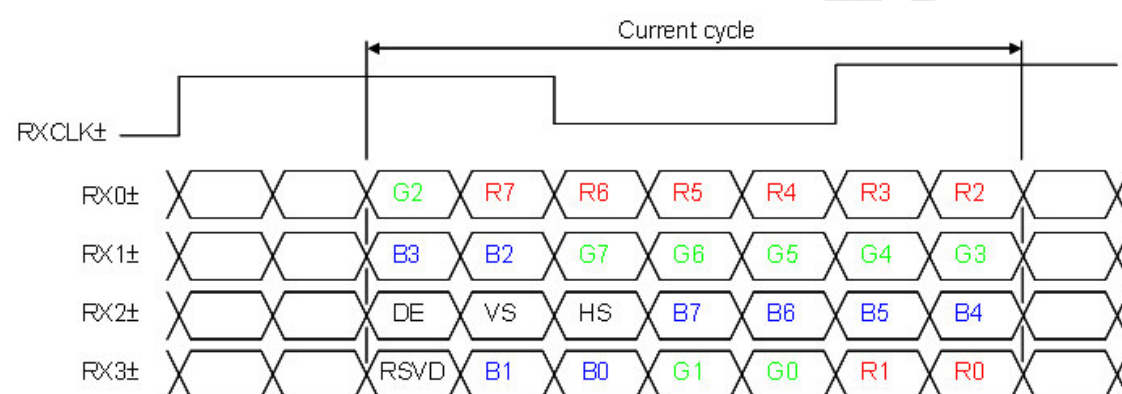 Current cycle
RXCLK±
RX0± G2 R7 R6 R5 R4 R3 R2
RX1± B3 B2 G7 G6 G5 G4 G3
RX2± DE VS HS B7 B6 B5 B4
RX3± RSVD B1 B0 G1 G0 R1 R0